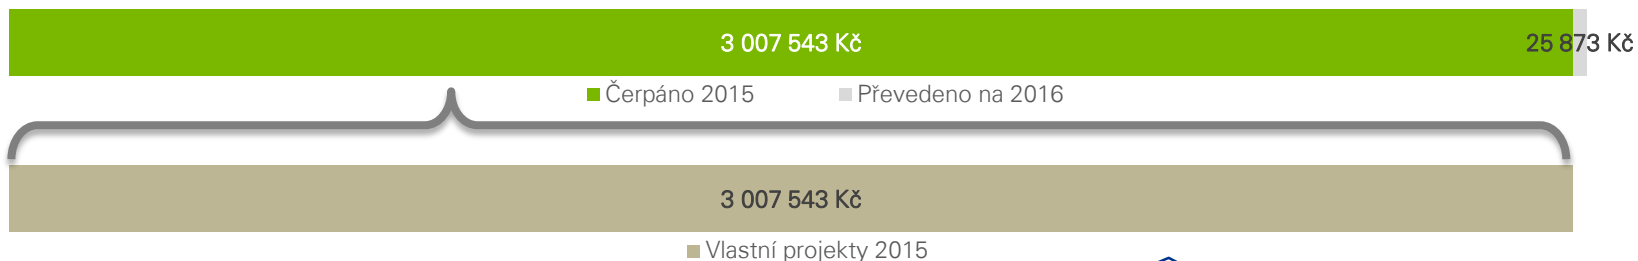 3 007 543 Kč 25 873 Kč
Čerpáno 2015 Převedeno na 2016
3 007 543 Kč
Vlastní projekty 2015